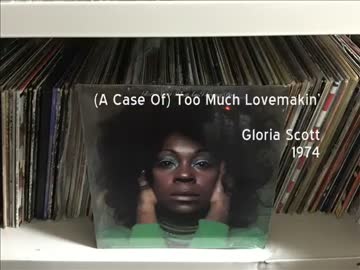 (A Case Of) Too Much Lovemakin'
Gloria Scott
1974